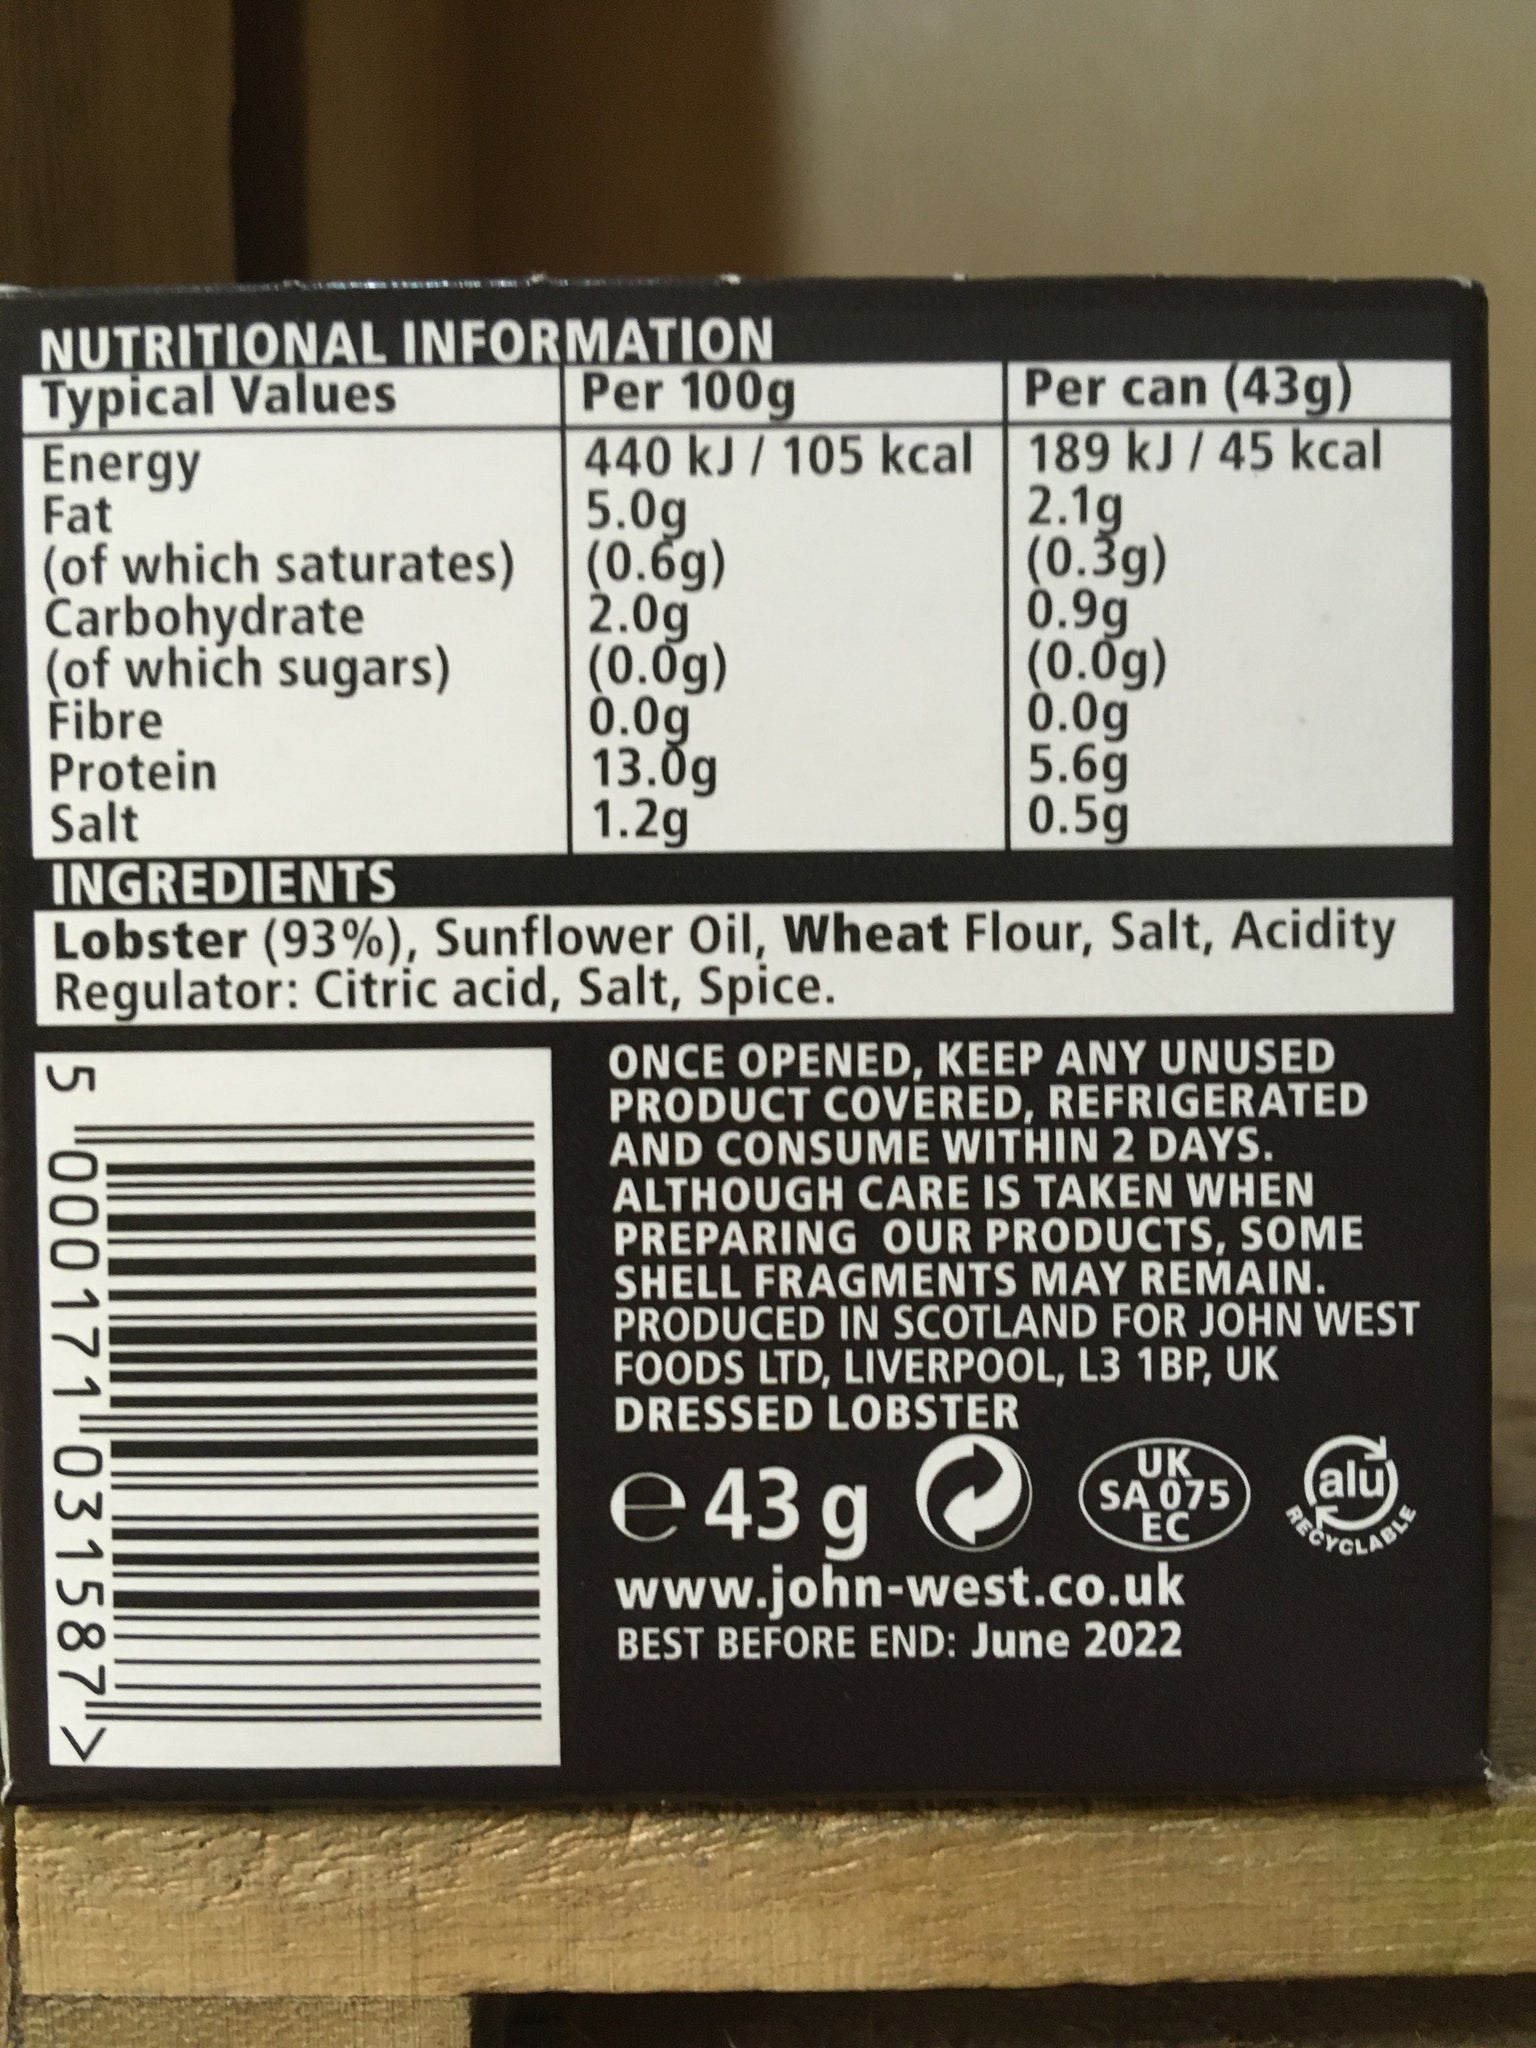 NUTRITIONAL INFORMATION
Typical Values Per 100g Per can (43g)
Energy 440 kJ / 105 kcal 189 kJ / 45 kcal
Fat 5.0g 2.1g
(of which saturates) (0.6g) (0.3g)
Carbohydrate 2.0g 0.9g
(of which sugars) (0.0g) (0.0g)
Fibre 0.0g 0.0g
Protein 13.0g 5.6g
Salt 1.2g 0.5g
INGREDIENTS
Lobster (93%), Sunflower Oil, Wheat Flour, Salt, Acidity
Regulator: Citric acid, Salt, Spice.
5 000171 031587 >
ONCE OPENED, KEEP ANY UNUSED
PRODUCT COVERED, REFRIGERATED
AND CONSUME WITHIN 2 DAYS.
ALTHOUGH CARE IS TAKEN WHEN
PREPARING OUR PRODUCTS, SOME
SHELL FRAGMENTS MAY REMAIN.
PRODUCED IN SCOTLAND FOR JOHN WEST
FOODS LTD, LIVERPOOL, L3 1BP, UK
DRESSED LOBSTER
e 43 g
UK
SA 075
EC
alu
RECYCLABLE
www.john-west.co.uk
BEST BEFORE END: June 2022